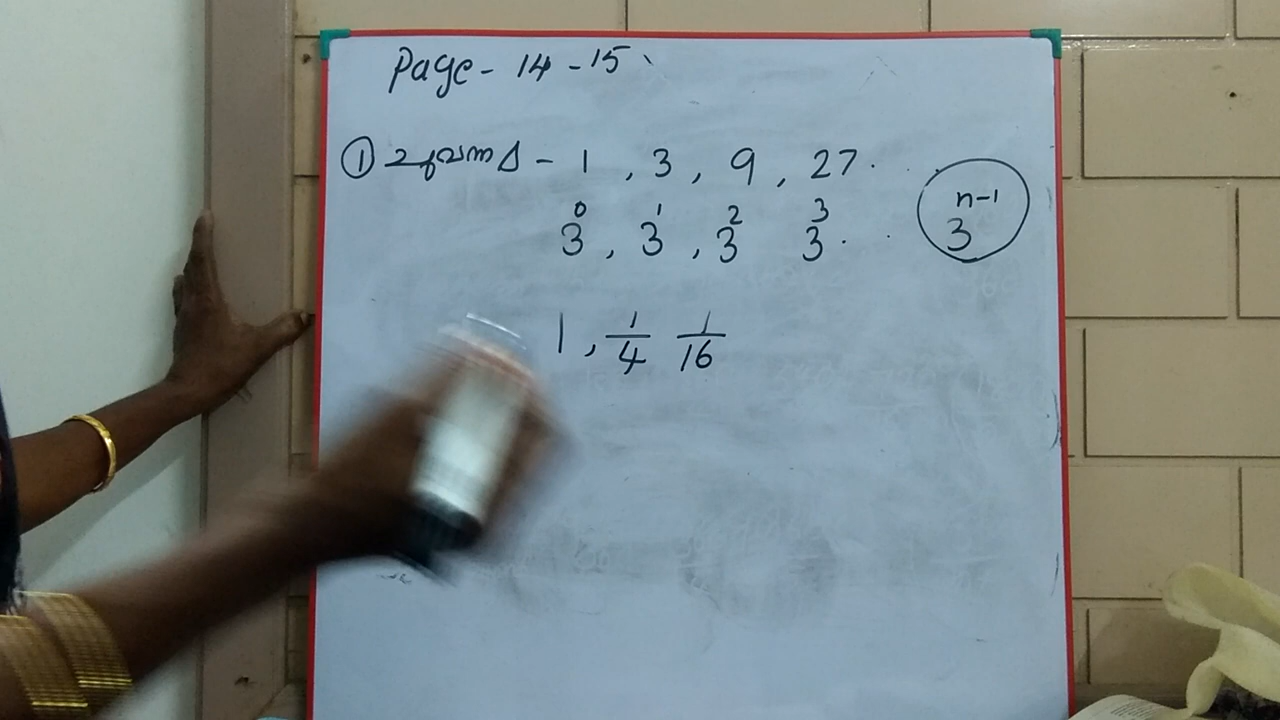 Page - 14 - 15
① ചുവന്ന - 1 , 3 , 9 , 27 .
3⁰ , 3¹ , 3² 3³ . . 3ⁿ⁻¹
1 , 1/4 1/16